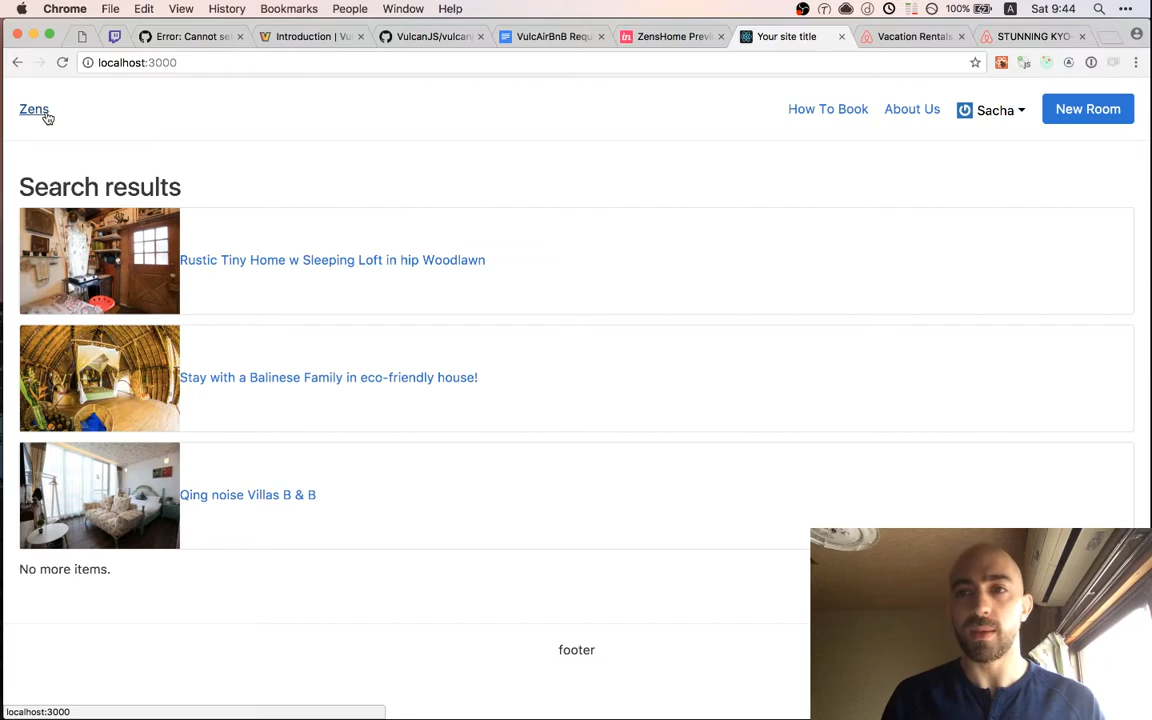 Chrome File Edit View History Bookmarks People Window Help 100% A Sat 9:44
Error: Cannot set
Introduction | Vu
VulcanJS/vulcan
VulcAirBnB Requ
ZensHome Previ
Your site title
Vacation Rentals
STUNNING KYO
localhost:3000
Zens
How To Book About Us Sacha New Room
Search results
Rustic Tiny Home w Sleeping Loft in hip Woodlawn
Stay with a Balinese Family in eco-friendly house!
Qing noise Villas B & B
No more items.
footer
localhost:3000